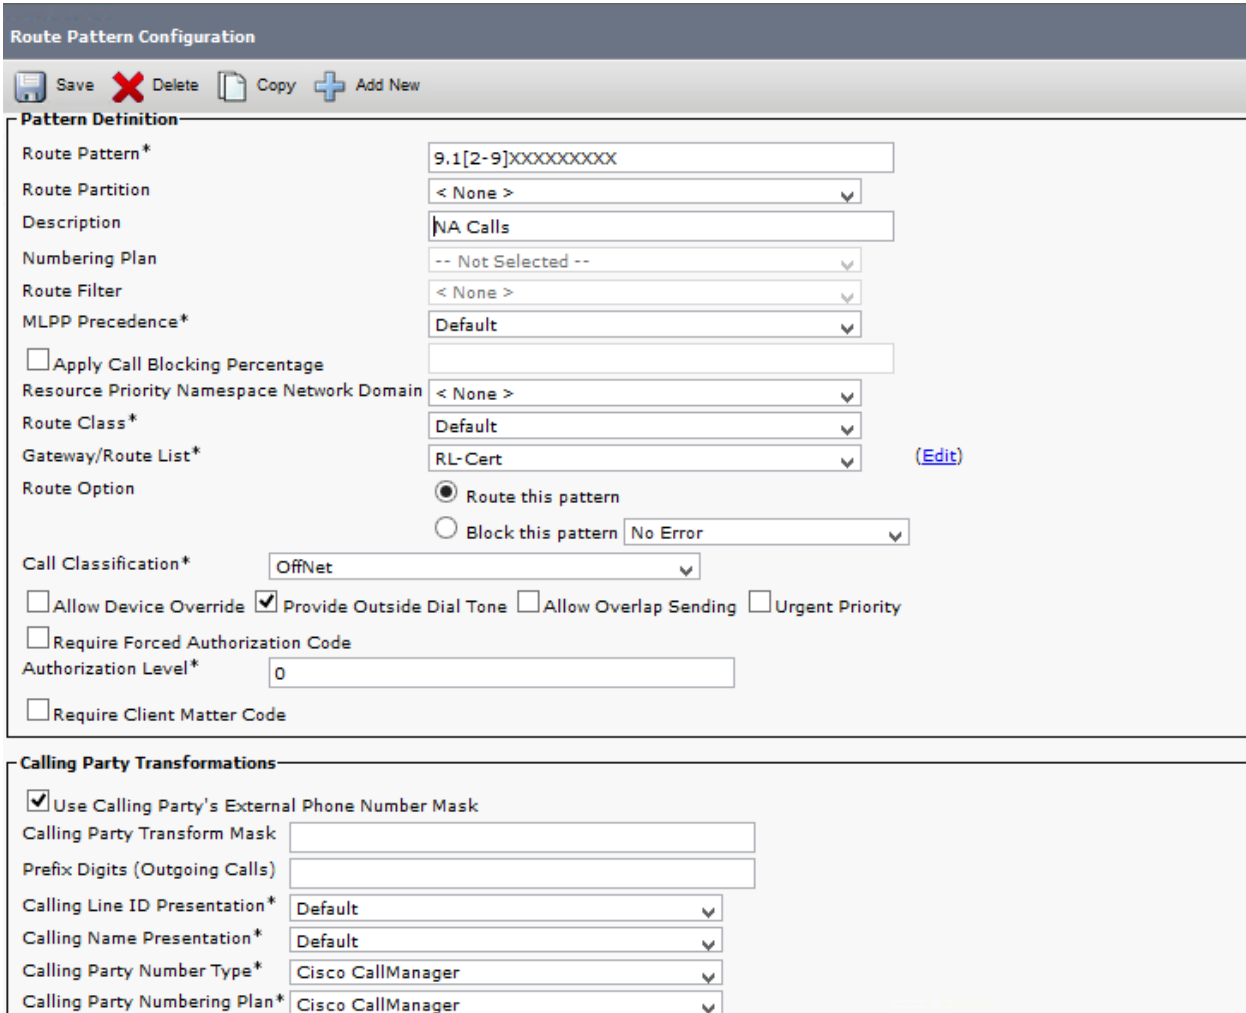 Route Pattern Configuration
Save Delete Copy Add New
Pattern Definition
Route Pattern* 9.1[2-9]XXXXXXXXX
Route Partition < None >
Description NA Calls
Numbering Plan -- Not Selected --
Route Filter < None >
MLPP Precedence* Default
Apply Call Blocking Percentage
Resource Priority Namespace Network Domain < None >
Route Class* Default
Gateway/Route List* RL-Cert (Edit)
Route Option Route this pattern
Block this pattern No Error
Call Classification* OffNet
Allow Device Override Provide Outside Dial Tone Allow Overlap Sending Urgent Priority
Require Forced Authorization Code
Authorization Level* 0
Require Client Matter Code
Calling Party Transformations
Use Calling Party's External Phone Number Mask
Calling Party Transform Mask
Prefix Digits (Outgoing Calls)
Calling Line ID Presentation* Default
Calling Name Presentation* Default
Calling Party Number Type* Cisco CallManager
Calling Party Numbering Plan* Cisco CallManager